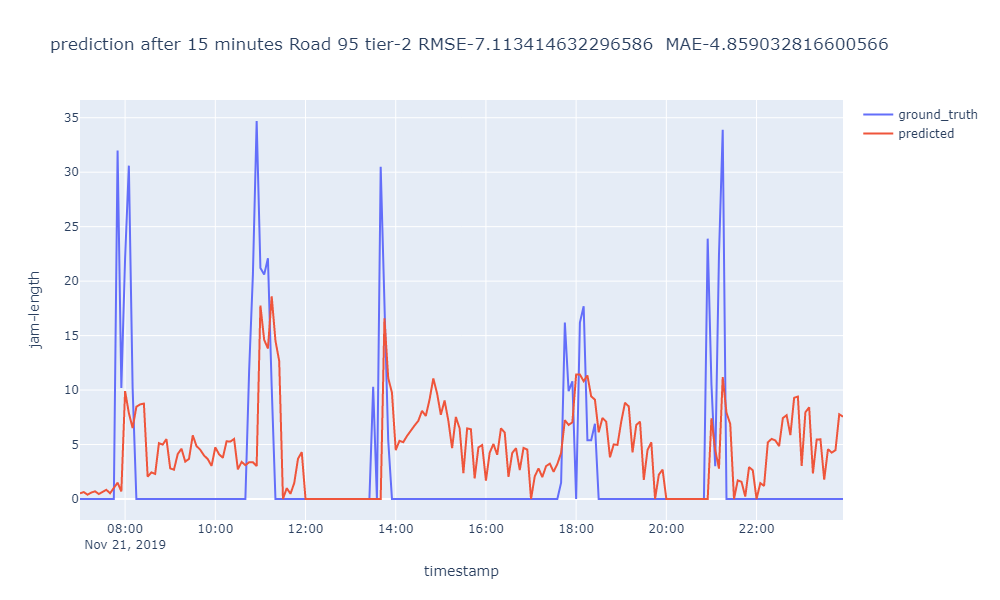 prediction after 15 minutes Road 95 tier-2 RMSE-7.113414632296586  MAE-4.859032816600566
ground_truth
predicted
35
30
25
20
15
10
5
0
jam-length
08:00
10:00
12:00
14:00
16:00
18:00
20:00
22:00
Nov 21, 2019
timestamp